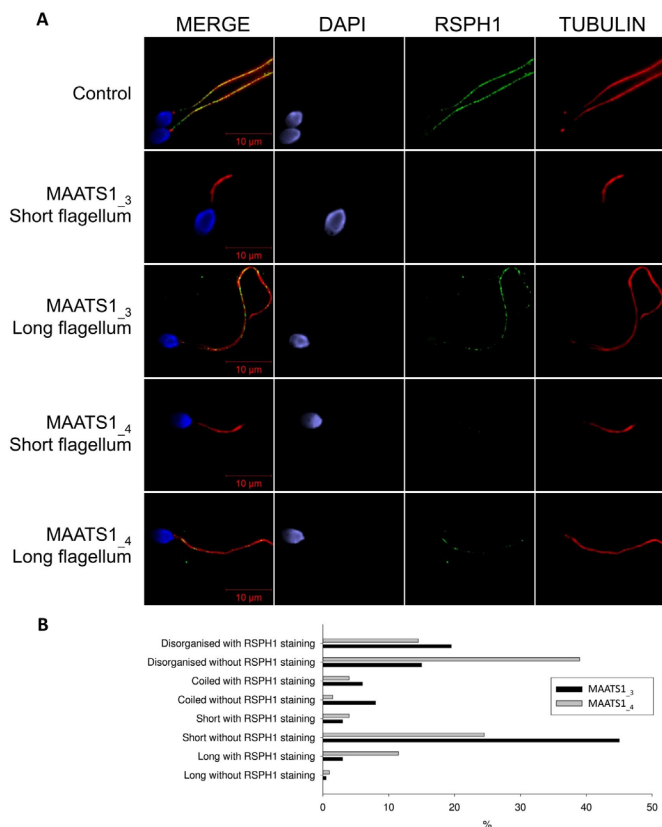 A
MERGE DAPI RSPH1 TUBULIN
Control
10 µm
MAATS1_3
Short flagellum
10 µm
MAATS1_3
Long flagellum
10 µm
MAATS1_4
Short flagellum
10 µm
MAATS1_4
Long flagellum
10 µm
B
Disorganised with RSPH1 staining
Disorganised without RSPH1 staining
Coiled with RSPH1 staining
Coiled without RSPH1 staining
Short with RSPH1 staining
Short without RSPH1 staining
Long with RSPH1 staining
Long without RSPH1 staining
MAATS1_3
MAATS1_4
0 10 20 30 40 50
%